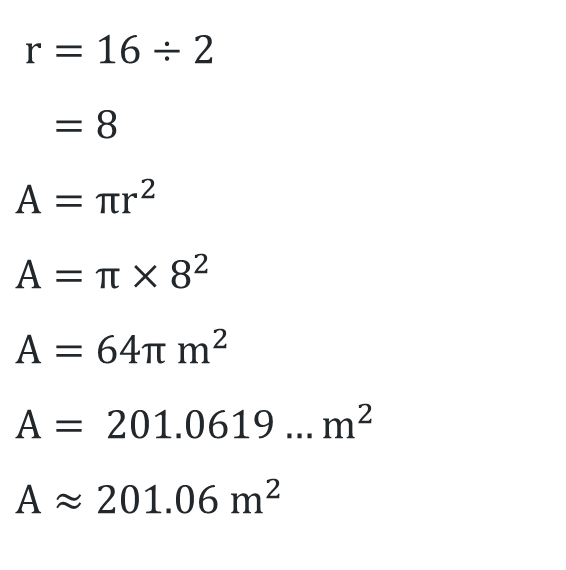 r = 16 ÷ 2
= 8
A = πr²
A = π × 8²
A = 64π m²
A = 201.0619 ... m²
A ≈ 201.06 m²